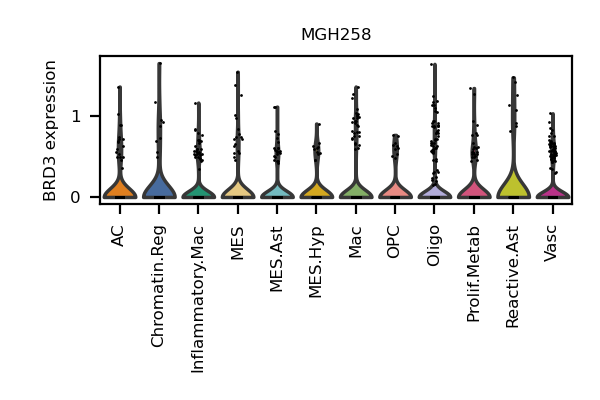 MGH258
BRD3 expression
1
0
AC
Chromatin.Reg
Inflammatory.Mac
MES
MES.Ast
MES.Hyp
Mac
OPC
Oligo
Prolif.Metab
Reactive.Ast
Vasc